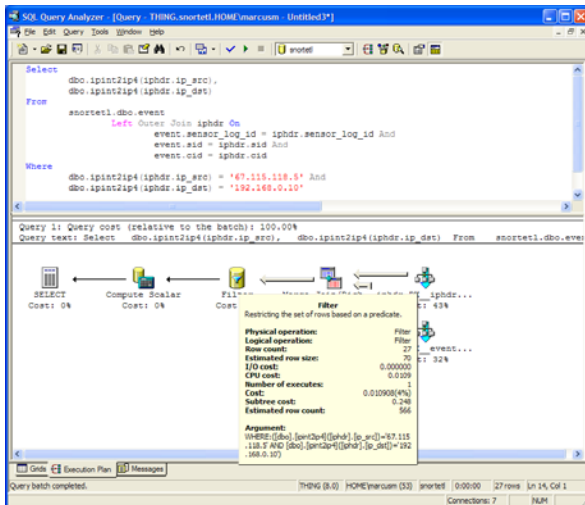 SQL Query Analyzer - [Query - THING.snortetl.HOME\marcusm - Untitled3*]
File Edit Query Tools Window Help
snortetl
Select
dbo.ipint2ip4(iphdr.ip_src),
dbo.ipint2ip4(iphdr.ip_dst)
From
snortetl.dbo.event
Left Outer Join iphdr On
event.sensor_log_id = iphdr.sensor_log_id And
event.sid = iphdr.sid And
event.cid = iphdr.cid
Where
dbo.ipint2ip4(iphdr.ip_src) = '67.115.118.5' And
dbo.ipint2ip4(iphdr.ip_dst) = '192.168.0.10'
Query 1: Query cost (relative to the batch): 100.00%
Query text: Select dbo.ipint2ip4(iphdr.ip_src), dbo.ipint2ip4(iphdr.ip_dst) From snortetl.dbo.eve
SELECT
Cost: 0%
Compute Scalar
Cost: 0%
Filter
Cost
iphdr...
: 43%
event...
t: 32%
Filter
Restricting the set of rows based on a predicate.
Physical operation: Filter
Logical operation: Filter
Row count: 27
Estimated row size: 70
I/O cost: 0.000000
CPU cost: 0.0109
Number of executes: 1
Cost: 0.010908(4%)
Subtree cost: 0.248
Estimated row count: 566
Argument:
WHERE:([dbo].[ipint2ip4]([iphdr].[ip_src])='67.115
.118.5' AND [dbo].[ipint2ip4]([iphdr].[ip_dst])='192
.168.0.10')
Grids Execution Plan Messages
Query batch completed. THING (8.0) HOME\marcusm (53) snortetl 0:00:00 27 rows Ln 14, Col 1
Connections: 7 NUM